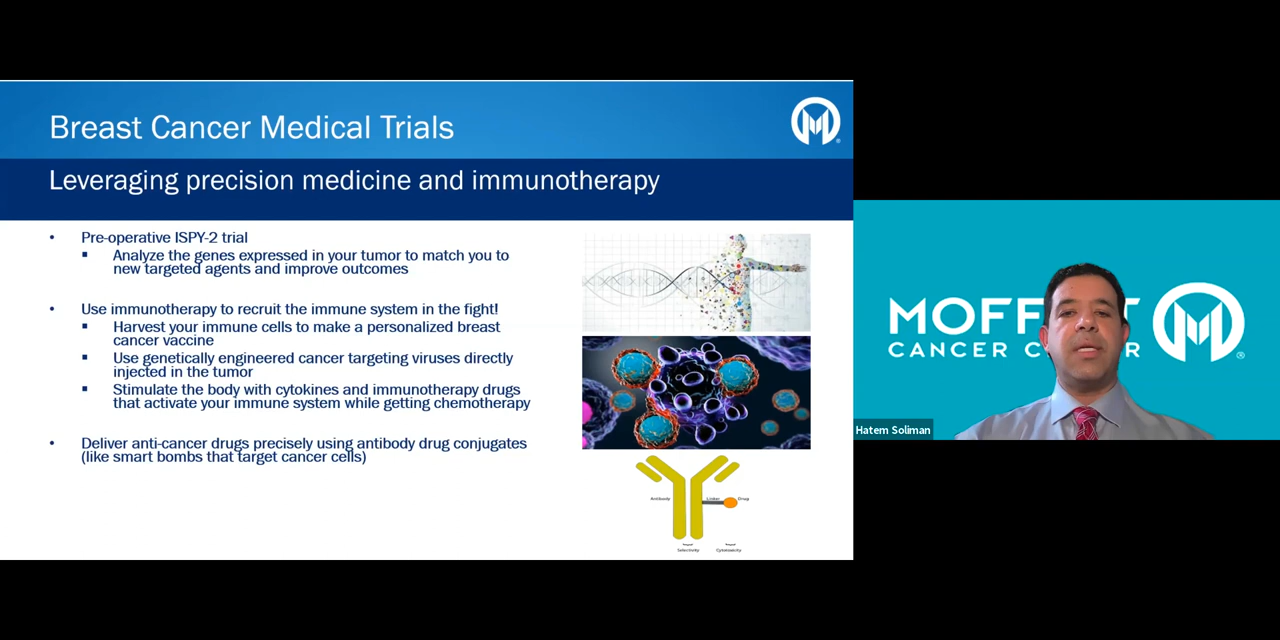 Breast Cancer Medical Trials
Leveraging precision medicine and immunotherapy
• Pre-operative ISPY-2 trial
▪ Analyze the genes expressed in your tumor to match you to
new targeted agents and improve outcomes
• Use immunotherapy to recruit the immune system in the fight!
▪ Harvest your immune cells to make a personalized breast
cancer vaccine
▪ Use genetically engineered cancer targeting viruses directly
injected in the tumor
▪ Stimulate the body with cytokines and immunotherapy drugs
that activate your immune system while getting chemotherapy
• Deliver anti-cancer drugs precisely using antibody drug conjugates
(like smart bombs that target cancer cells)
Antibody
Linker
Drug
Selectivity
Cytotoxicity
MOFF T
CANCER C R
Hatem Soliman